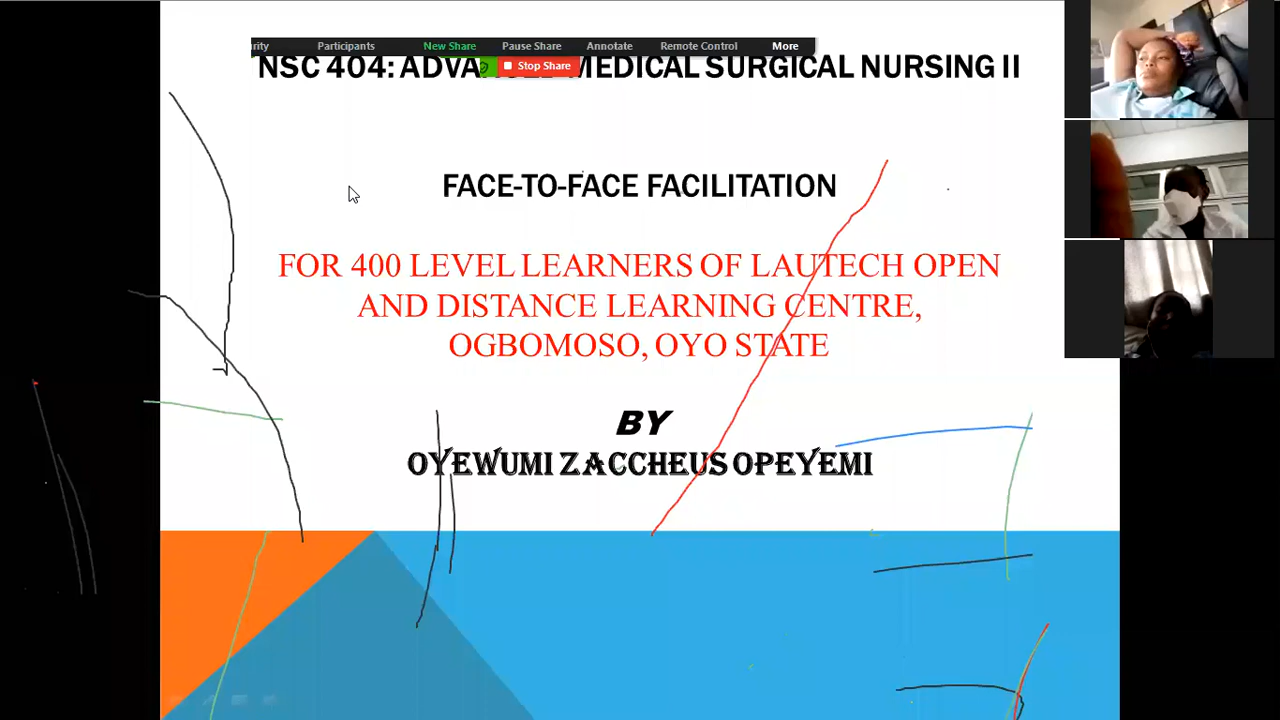 urity Participants New Share Pause Share Annotate Remote Control More
Stop Share
NSC 404: MEDICAL SURGICAL NURSING II
FACE-TO-FACE FACILITATION
FOR 400 LEVEL LEARNERS OF LAUTECH OPEN
AND DISTANCE LEARNING CENTRE,
OGBOMOSO, OYO STATE
BY
OYEWUMI ZACCHEUS OPEYEMI